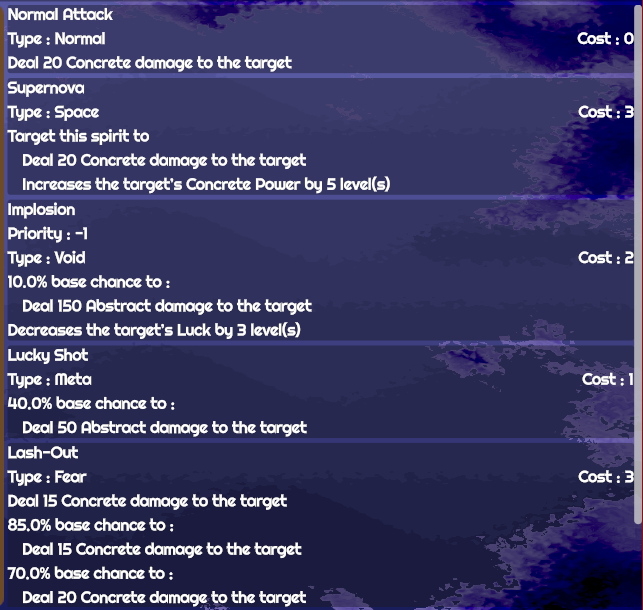 Normal Attack
Type : Normal Cost : 0
Deal 20 Concrete damage to the target
Supernova
Type : Space Cost : 3
Target this spirit to
Deal 20 Concrete damage to the target
Increases the target's Concrete Power by 5 level(s)
Implosion
Priority : -1
Type : Void Cost : 2
10.0% base chance to :
Deal 150 Abstract damage to the target
Decreases the target's Luck by 3 level(s)
Lucky Shot
Type : Meta Cost : 1
40.0% base chance to :
Deal 50 Abstract damage to the target
Lash-Out
Type : Fear Cost : 3
Deal 15 Concrete damage to the target
85.0% base chance to :
Deal 15 Concrete damage to the target
70.0% base chance to :
Deal 20 Concrete damage to the target